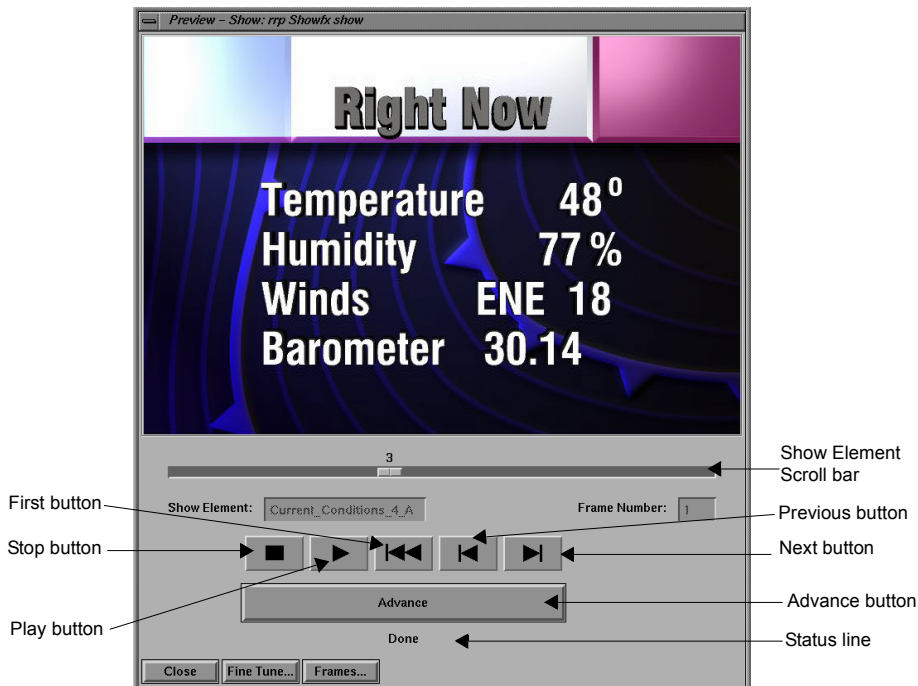 Preview – Show: rrp Showfx show
Right Now
Temperature 48°
Humidity 77 %
Winds ENE 18
Barometer 30.14
3
Show Element
Scroll bar
First button
Show Element: Current_Conditions_4_A
Frame Number: 1
Previous button
Stop button
Next button
Advance
Advance button
Play button
Done
Status line
Close
Fine Tune...
Frames...